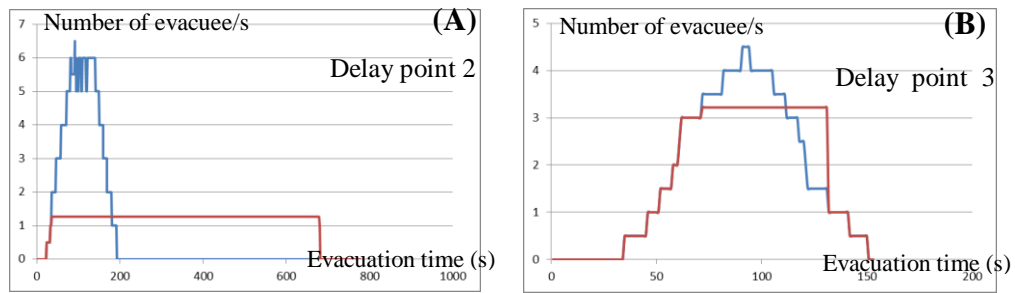 Number of evacuee/s
(A)
Delay point 2
7
6
5
4
3
2
1
0
0 200 400 600 800 1000
Evacuation time (s)
Number of evacuee/s
(B)
Delay point 3
5
4
3
2
1
0
0 50 100 150 200
Evacuation time (s)